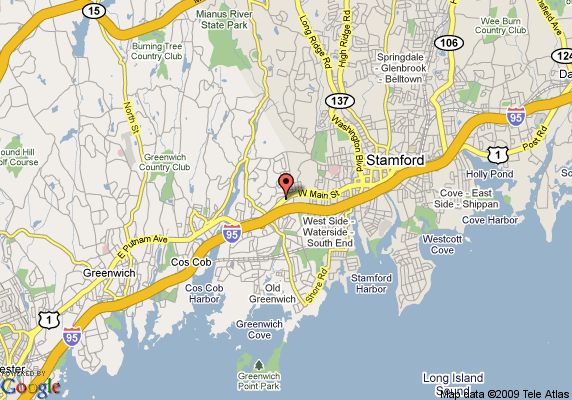 15
Mianus River
State Park
Burning Tree
Country Club
Long Ridge Rd
High Ridge Rd
Wee Burn
Country Club
106
Springdale
- Glenbrook -
Belltown
124
North St
137
Washington Blvd
95
Post Rd
1
Greenwich
Country Club
Stamford
Holly Pond
W Main St
Cove - East
Side - Shippan
Cove Harbor
West Side -
Waterside -
South End
95
E Putnam Ave
Westcott
Cove
Cos Cob
Greenwich
Shore Rd
Stamford
Harbor
Cos Cob
Harbor
Old
Greenwich
1
Greenwich
Cove
95
Greenwich
Point Park
POWERED BY
Google
Long Island
Sound
Map data ©2009 Tele Atlas